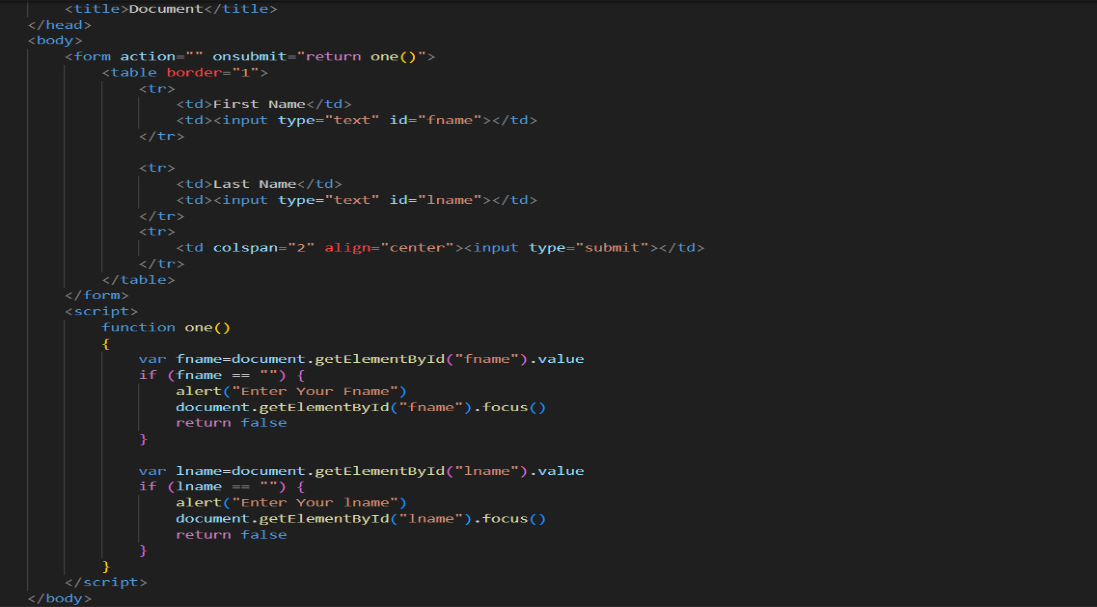 <title>Document</title>
</head>
<body>
<form action="" onsubmit="return one()">
<table border="1">
<tr>
<td>First Name</td>
<td><input type="text" id="fname"></td>
</tr>
<tr>
<td>Last Name</td>
<td><input type="text" id="lname"></td>
</tr>
<tr>
<td colspan="2" align="center"><input type="submit"></td>
</tr>
</table>
</form>
<script>
function one()
{
var fname=document.getElementById("fname").value
if (fname == "") {
alert("Enter Your Fname")
document.getElementById("fname").focus()
return false
}
var lname=document.getElementById("lname").value
if (lname == "") {
alert("Enter Your lname")
document.getElementById("lname").focus()
return false
}
}
</script>
</body>